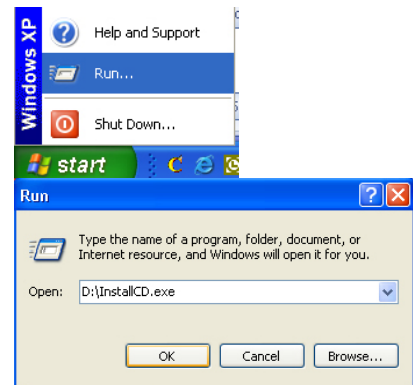 Windows XP
Help and Support
Run...
Shut Down...
start
Run
Type the name of a program, folder, document, or
Internet resource, and Windows will open it for you.
Open: D:\InstallCD.exe
OK Cancel Browse...